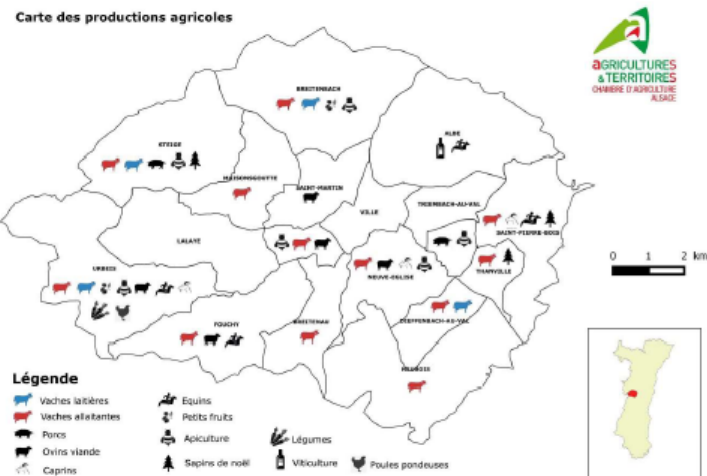 Carte des productions agricoles
aGRICULTURES
& TERRITOIRES
CHAMBRE D'AGRICULTURE
ALSACE
BREITENBACH
ALBE
STEIGE
MAISONSGOUTTE
SAINT-MARTIN
VILLE
TRIEMBACH-AU-VAL
SAINT-PIERRE-BOIS
LALAYE
URBEIS
NEUVE-EGLISE
THANVILLE
FOUCHY
BREITENAU
DIEFFENBACH-AU-VAL
0 1 2 km
Légende
Vaches laitières
Vaches allaitantes
Porcs
Ovins viande
Caprins
Equins
Petits fruits
Apiculture
Sapins de noël
Légumes
Viticulture
Poules pondeuses